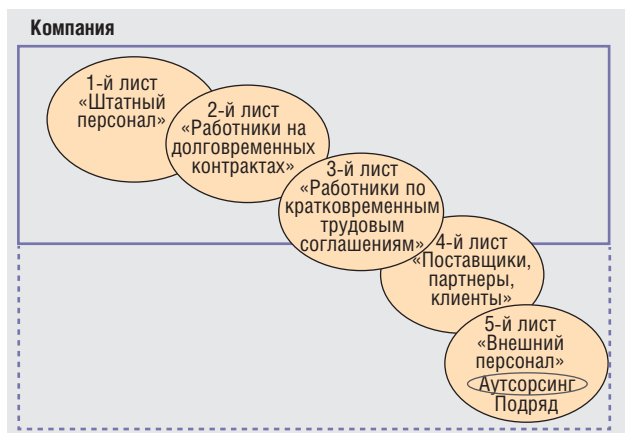 Компания
1-й лист
«Штатный
персонал»
2-й лист
«Работники на
долговременных
контрактах»
3-й лист
«Работники по
кратковременным
трудовым
соглашениям»
4-й лист
«Поставщики,
партнеры,
клиенты»
5-й лист
«Внешний
персонал»
Аутсорсинг
Подряд